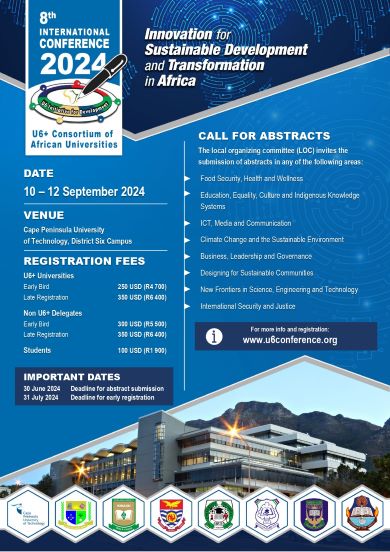 8th
INTERNATIONAL
CONFERENCE
2024
U6+ Consortium of
African Universities
Innovation for
Sustainable Development
and Transformation
in Africa
DATE
10 – 12 September 2024
VENUE
Cape Peninsula University
of Technology, District Six Campus
REGISTRATION FEES
U6+ Universities
Early Bird 250 USD (R4 700)
Late Registration 350 USD (R6 400)
Non U6+ Delegates
Early Bird 300 USD (R5 500)
Late Registration 350 USD (R6 400)
Students 100 USD (R1 900)
IMPORTANT DATES
30 June 2024 Deadline for abstract submission
31 July 2024 Deadline for early registration
CALL FOR ABSTRACTS
The local organizing committee (LOC) invites the
submission of abstracts in any of the following areas:
Food Security, Health and Wellness
Education, Equality, Culture and Indigenous Knowledge
Systems
ICT, Media and Communication
Climate Change and the Sustainable Environment
Business, Leadership and Governance
Designing for Sustainable Communities
New Frontiers in Science, Engineering and Technology
International Security and Justice
i
For more info and registration:
www.u6conference.org
Cape
Peninsula
University
of Technology